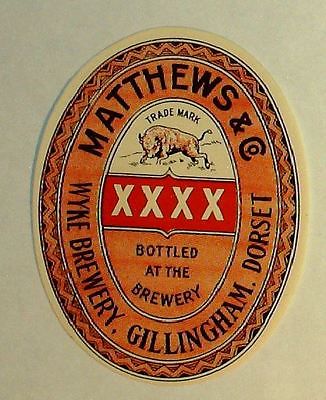 MATTHEWS & Co
TRADE MARK
XXXX
BOTTLED
AT THE
BREWERY
WYKE BREWERY, GILLINGHAM. DORSET